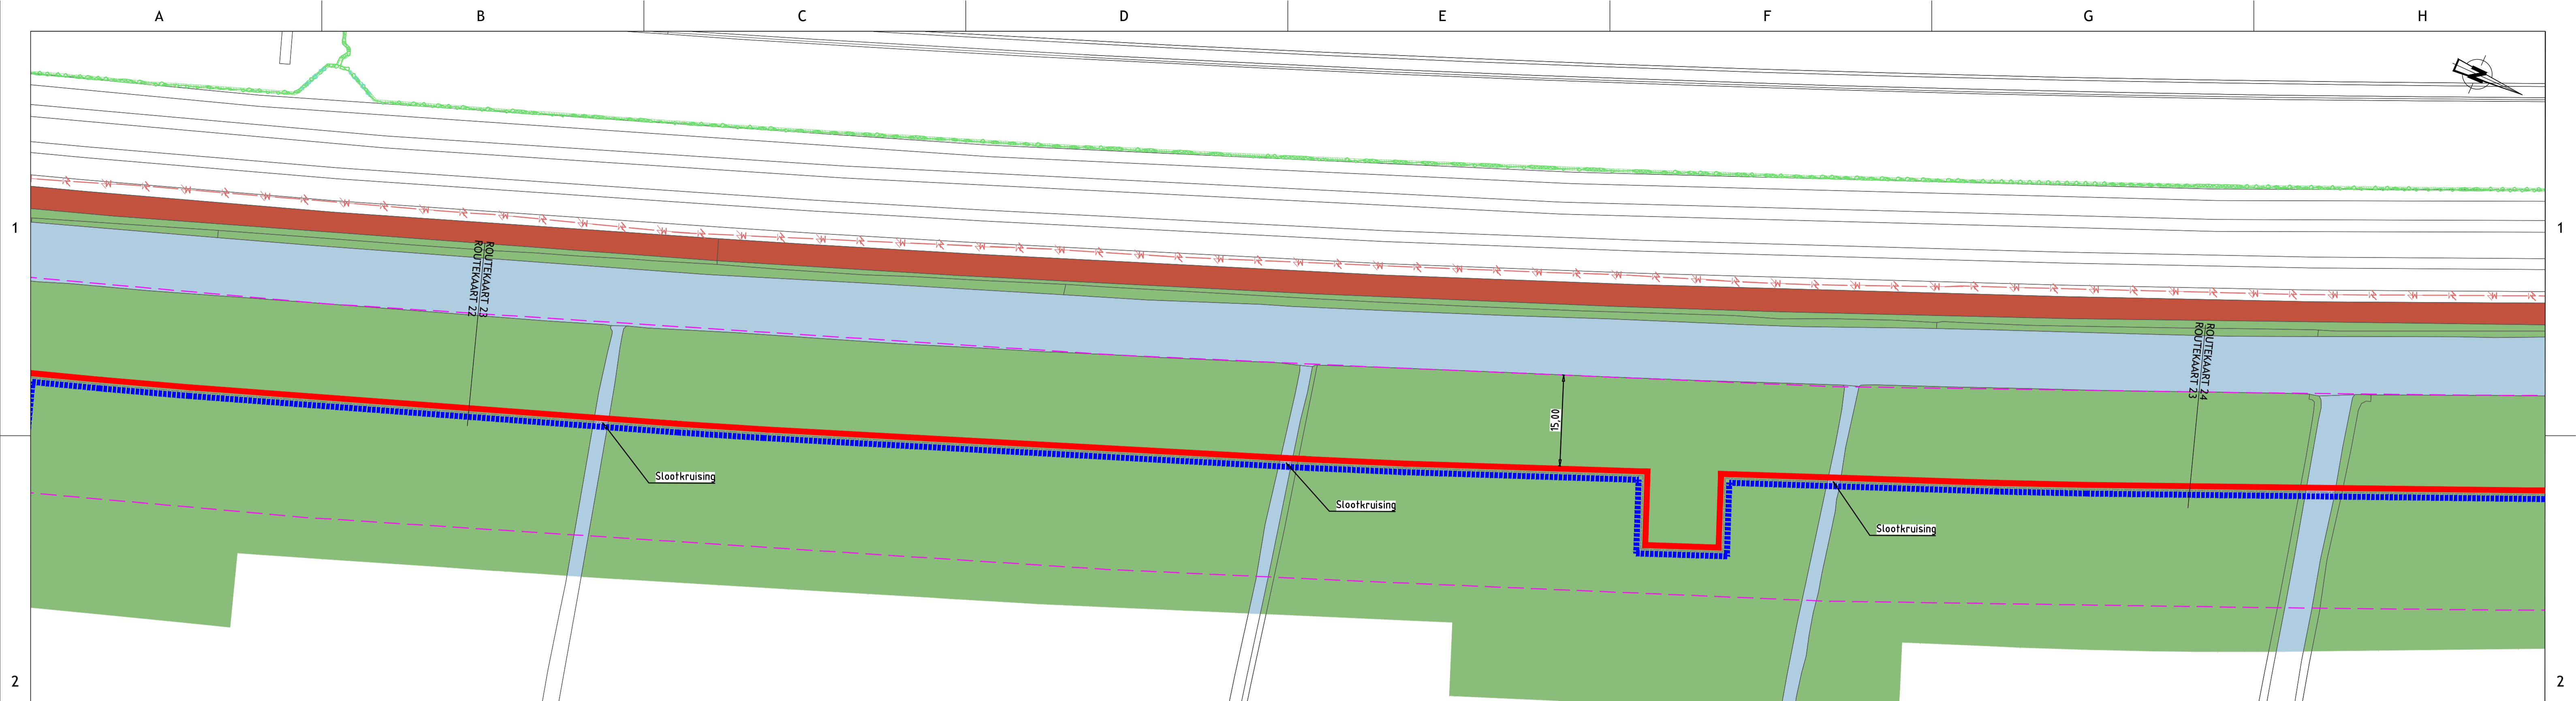 A B C D E F G H
N
1 1
ROUTEKAART 23
ROUTEKAART 22
ROUTEKAART 24
ROUTEKAART 23
15.00
Slootkruising
Slootkruising
Slootkruising
2 2